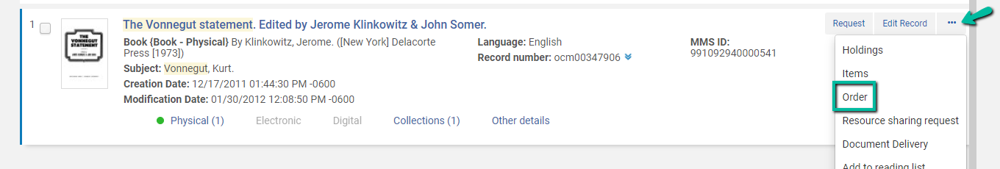 1
THE
VONNEGUT
STATEMENT
The Vonnegut statement. Edited by Jerome Klinkowitz & John Somer.
Book {Book - Physical} By Klinkowitz, Jerome. ([New York] Delacorte
Press [1973])
Subject: Vonnegut, Kurt.
Creation Date: 12/17/2011 01:44:30 PM -0600
Modification Date: 01/30/2012 12:08:50 PM -0600
Language: English
Record number: ocm00347906
MMS ID:
991092940000541
Physical (1) Electronic Digital Collections (1) Other details
Request Edit Record •••
Holdings
Items
Order
Resource sharing request
Document Delivery
Add to reading list